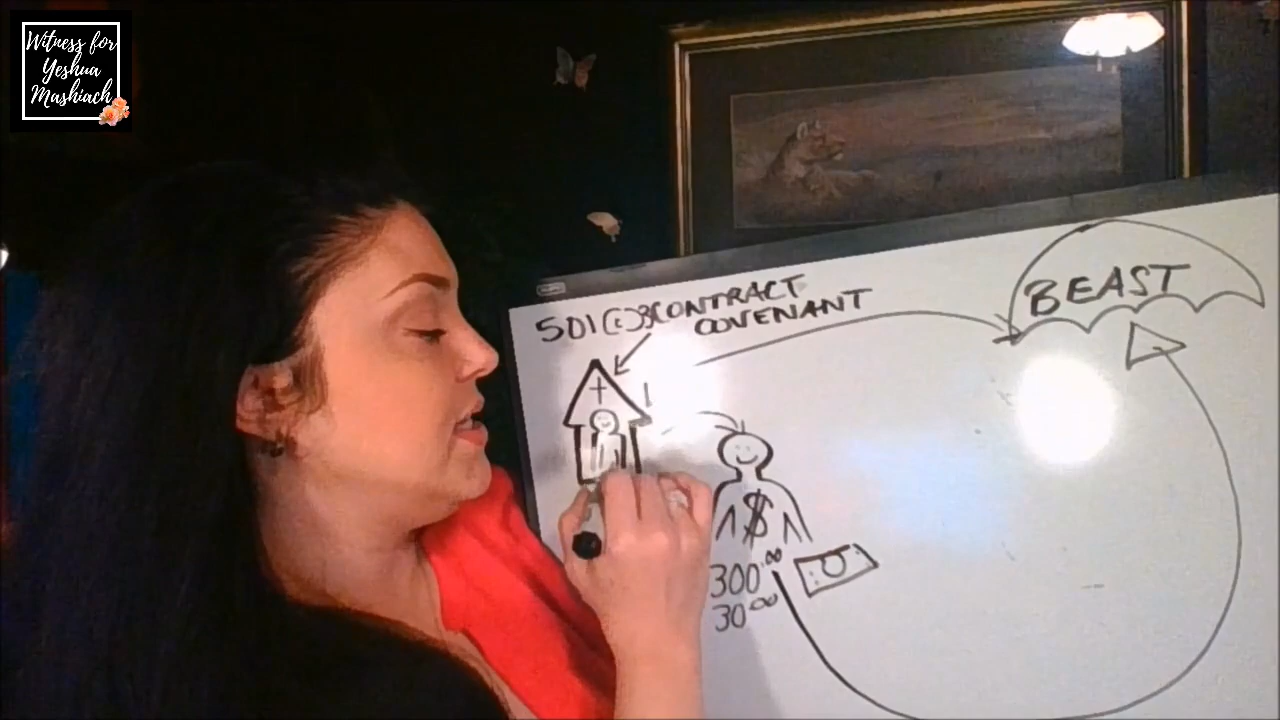 Witness for
Yeshua
Mashiach
501(c)3 CONTRACT
COVENANT
BEAST
$
300.00
30.00